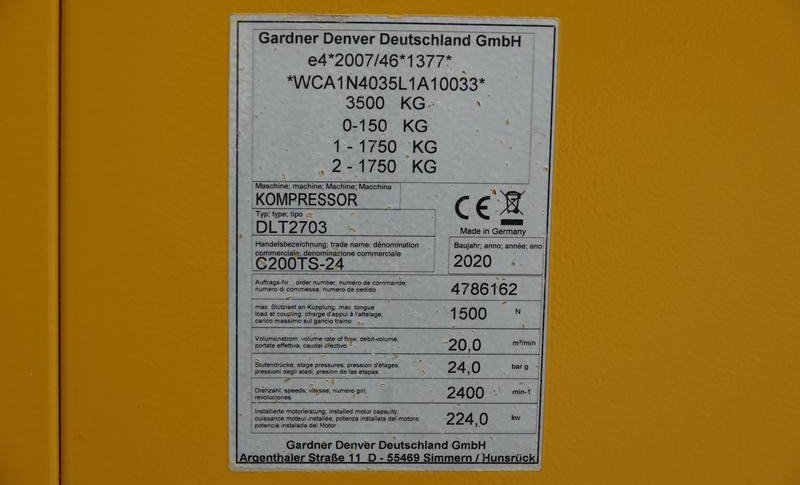 Gardner Denver Deutschland GmbH
e4*2007/46*1377*
*WCA1N4035L1A10033*
3500 KG
0-150 KG
1 - 1750 KG
2 - 1750 KG
Maschine; machine; Machine; Macchina
KOMPRESSOR
Typ; type; tipo
DLT2703
CE
Made in Germany
Handelsbezeichnung; trade name; dénomination
commerciale; denominazione commerciale
C200TS-24
Baujahr; anno; année; ano
2020
Auftrags-Nr.; order number; numéro de commande;
numero di commessa; numero de pedido
4786162
max. Stützlast an Kupplung, max. tongue
load at coupling; charge d'appui à l'attelage;
carico massimo sul gancio traino
1500 N
Volumenstrom; volume rate of flow, debit-volume;
portate effettiva, caudal efectivo
20,0 m³/min
Stufendrücke; stage pressures; pression d'étages;
pressioni degli stadi, presion de las etapas
24,0 bar g
Drehzahl, speeds; vitesse; numero giri,
revoluciones
2400 min-1
Installierte motorleistung, installed motor capacity;
ouissance moteur installée; potenza installata del motore;
potencia instalada del Motor
224,0 kw
Gardner Denver Deutschland GmbH
Argenthaler Straße 11 D - 55469 Simmern / Hunsrück